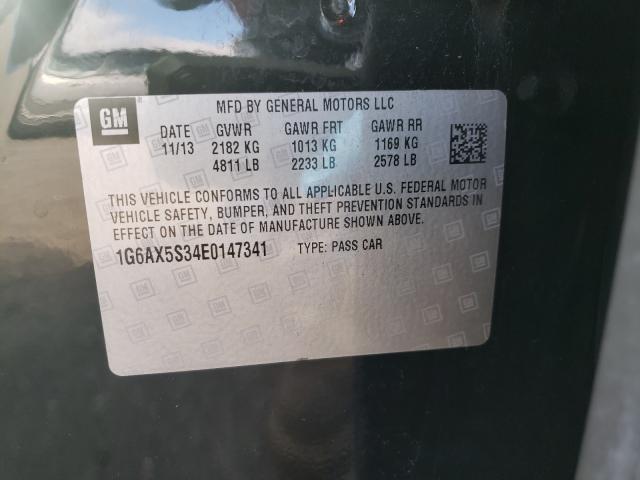 GM
MFD BY GENERAL MOTORS LLC
DATE GVWR GAWR FRT GAWR RR
11/13 2182 KG 1013 KG 1169 KG
4811 LB 2233 LB 2578 LB
THIS VEHICLE CONFORMS TO ALL APPLICABLE U.S. FEDERAL MOTOR
VEHICLE SAFETY, BUMPER, AND THEFT PREVENTION STANDARDS IN
EFFECT ON THE DATE OF MANUFACTURE SHOWN ABOVE.
1G6AX5S34E0147341 TYPE: PASS CAR